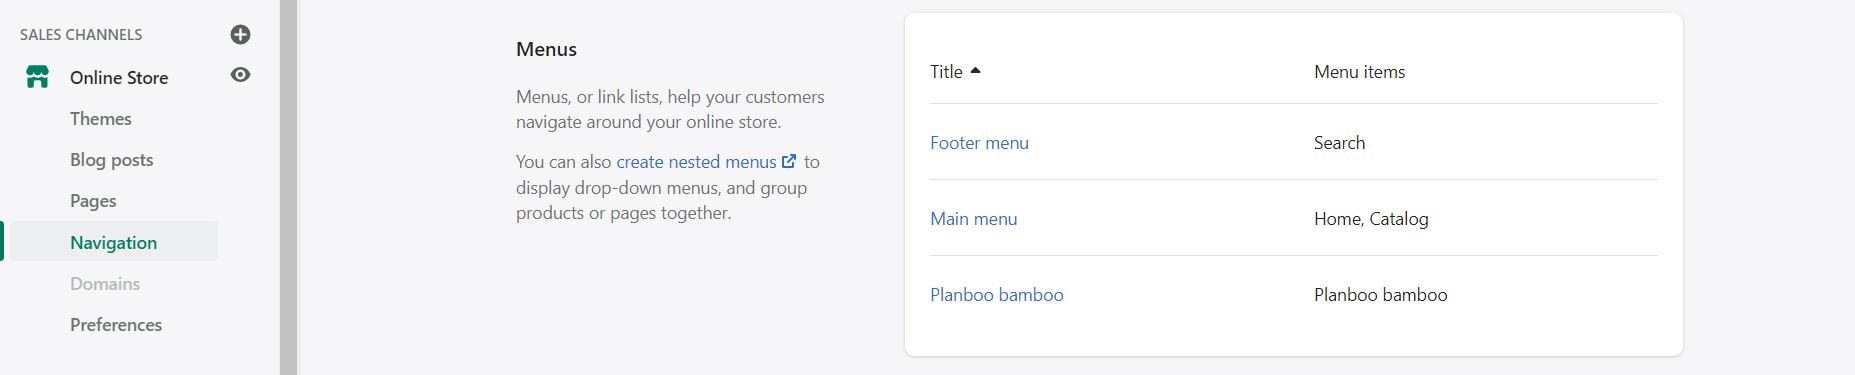 SALES CHANNELS
Online Store
Themes
Blog posts
Pages
Navigation
Domains
Preferences
Menus
Menus, or link lists, help your customers
navigate around your online store.
You can also create nested menus to
display drop-down menus, and group
products or pages together.
Title Menu items
Footer menu Search
Main menu Home, Catalog
Planboo bamboo Planboo bamboo